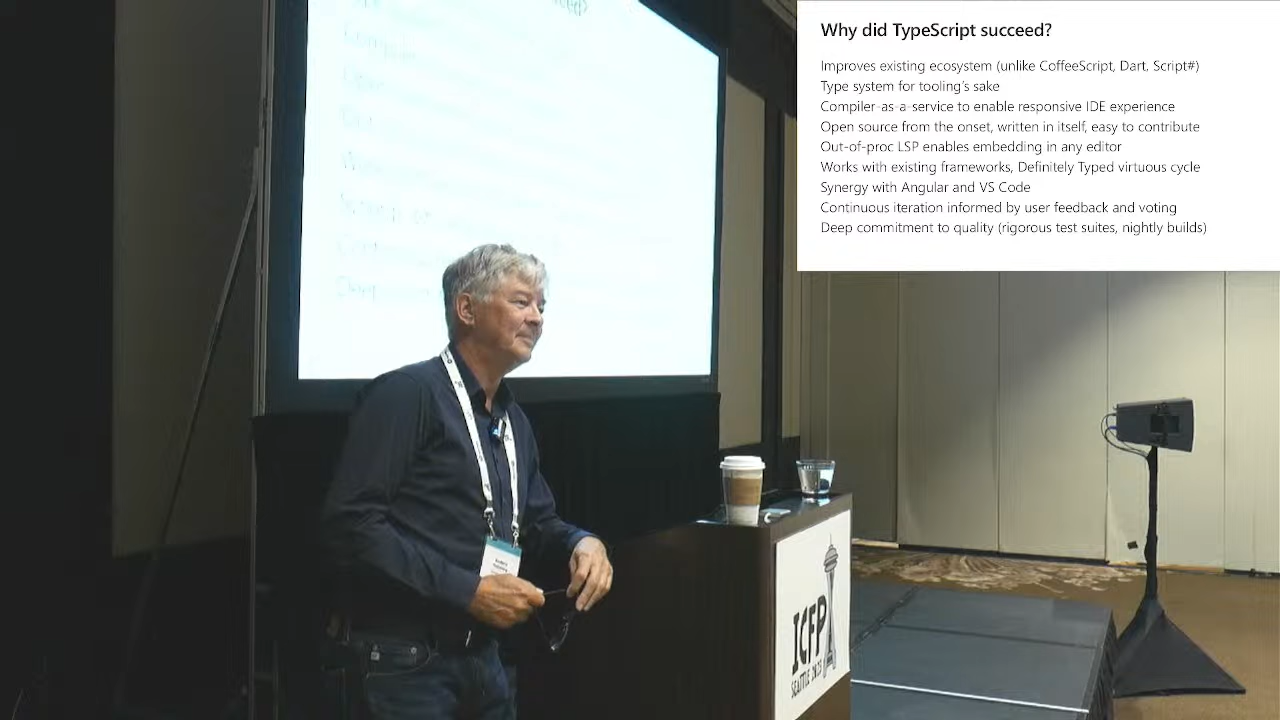 Why did TypeScript succeed?
Improves existing ecosystem (unlike CoffeeScript, Dart, Script#)
Type system for tooling's sake
Compiler-as-a-service to enable responsive IDE experience
Open source from the onset, written in itself, easy to contribute
Out-of-proc LSP enables embedding in any editor
Works with existing frameworks, Definitely Typed virtuous cycle
Synergy with Angular and VS Code
Continuous iteration informed by user feedback and voting
Deep commitment to quality (rigorous test suites, nightly builds)
ICFP
SEATTLE 2023